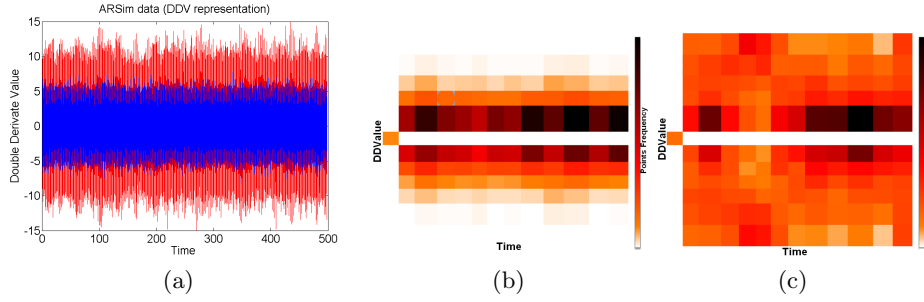 ARSim data (DDV representation)
Double Derivate Value
15
10
5
0
-5
-10
-15
0 100 200 300 400 500
Time
(a)
DDValue
Time
Points Frequency
(b)
DDValue
Time
(c)